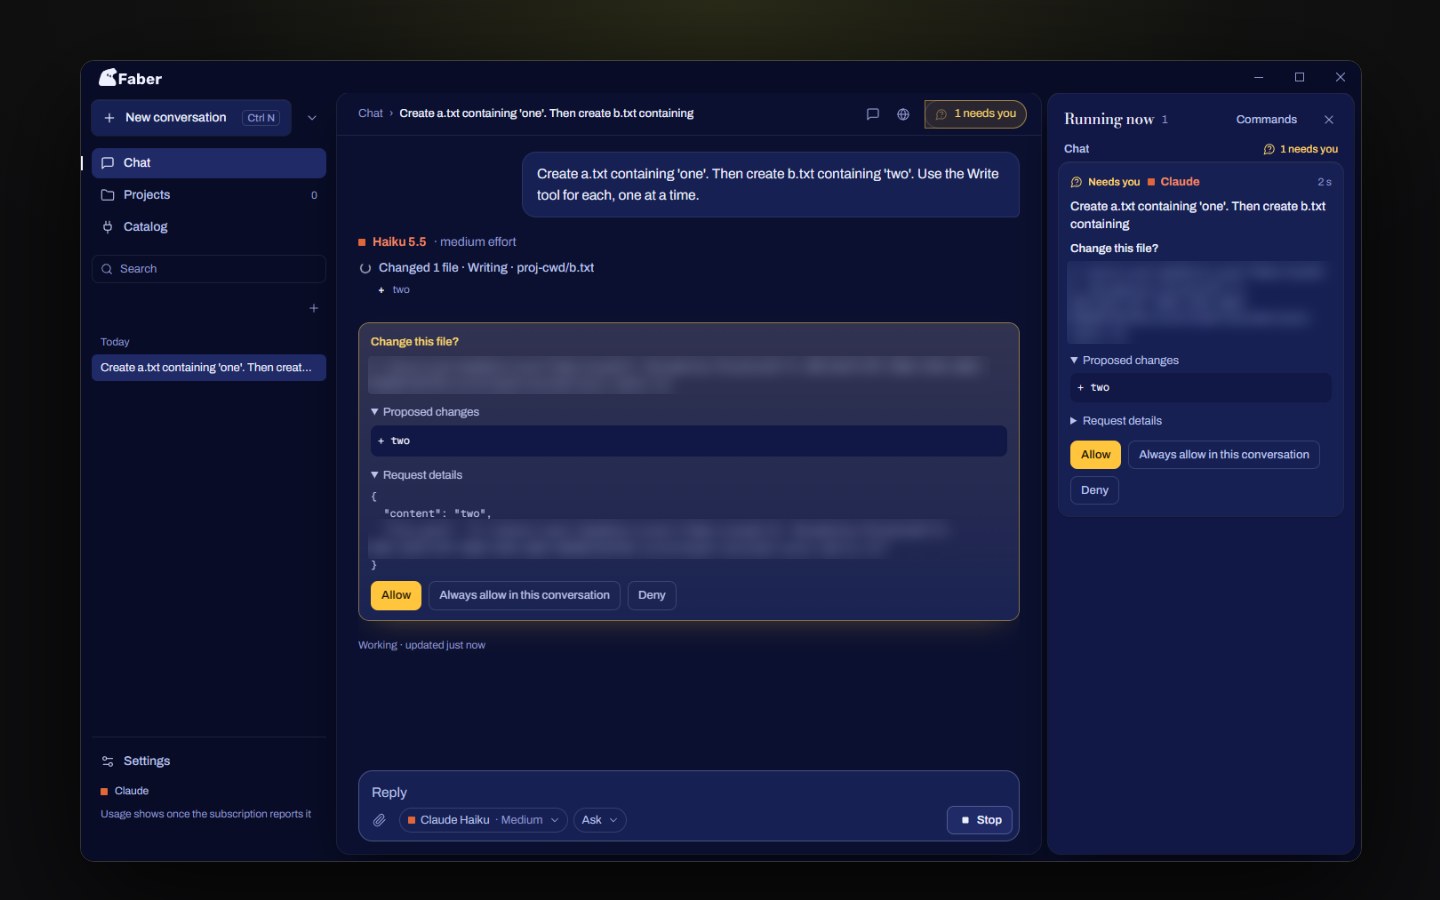 Faber
New conversation Ctrl N
Chat
Projects 0
Catalog
Search
Today
Create a.txt containing 'one'. Then creat...
Settings
Claude
Usage shows once the subscription reports it
Chat › Create a.txt containing 'one'. Then create b.txt containing
1 needs you
Create a.txt containing 'one'. Then create b.txt containing 'two'. Use the Write
tool for each, one at a time.
Haiku 5.5 · medium effort
Changed 1 file · Writing · proj-cwd/b.txt
+ two
Change this file?
Proposed changes
+ two
Request details
{
"content": "two",
}
Allow Always allow in this conversation Deny
Working · updated just now
Reply
Claude Haiku · Medium Ask Stop
Running now 1 Commands
Chat 1 needs you
Needs you Claude 2 s
Create a.txt containing 'one'. Then create b.txt
containing
Change this file?
Proposed changes
+ two
Request details
Allow Always allow in this conversation
Deny